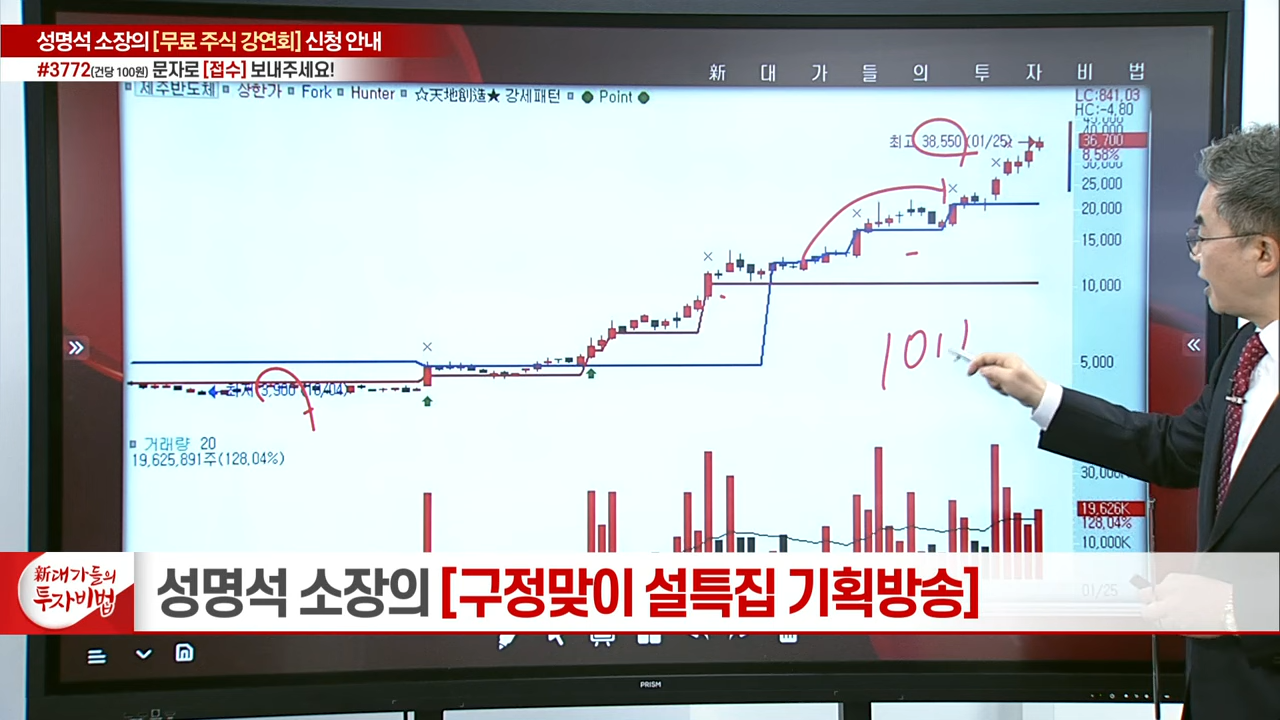 성명석 소장의 [무료 주식 강연회] 신청 안내
#3772(건당 100원) 문자로 [접수] 보내주세요!
新 대 가 들 의 투 자 비 법
제주반도체 상한가 Fork Hunter ☆天地創造★ 강세패턴 Point
LC:841,03
HC:-4,80
40,000
최고 38,550 (01/25)
36,700
8,58%
30,000
25,000
20,000
15,000
10,000
5,000
1011
최저 3,900 (10/04)
거래량 20
19,625,891주(128,04%)
30,000
19,626K
128,04%
10,000K
01/25
新대가들의
투자비법
성명석 소장의 [구정맞이 설특집 기획방송]
PRISM